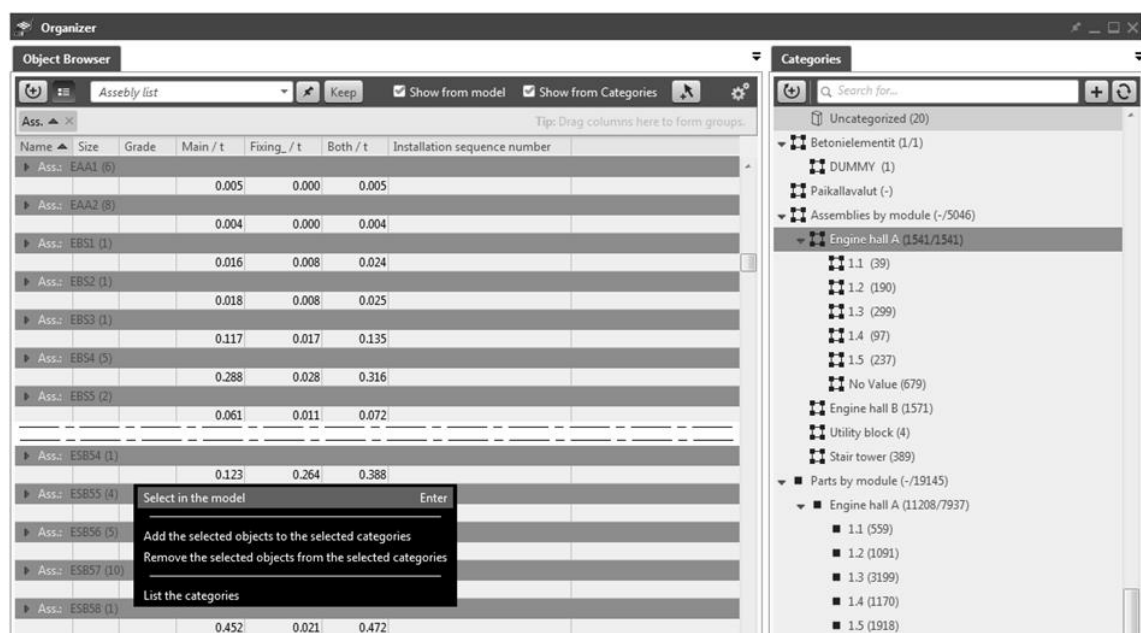 Organizer
Object Browser
Assebly list
Keep
Show from model
Show from Categories
Ass.
Tip: Drag columns here to form groups.
Name Size Grade Main / t Fixing_ / t Both / t Installation sequence number
Ass.: EAA1 (6)
0.005 0.000 0.005
Ass.: EAA2 (8)
0.004 0.000 0.004
Ass.: EBS1 (1)
0.016 0.008 0.024
Ass.: EBS2 (1)
0.018 0.008 0.025
Ass.: EBS3 (1)
0.117 0.017 0.135
Ass.: EBS4 (5)
0.288 0.028 0.316
Ass.: EBS5 (2)
0.061 0.011 0.072
Ass.: ESB54 (1)
0.123 0.264 0.388
Ass.: ESB55 (4)
Ass.: ESB56 (5)
Ass.: ESB57 (10)
Ass.: ESB58 (1)
0.452 0.021 0.472
Select in the model Enter
Add the selected objects to the selected categories
Remove the selected objects from the selected categories
List the categories
Categories
Search for...
Uncategorized (20)
Betonielementit (1/1)
DUMMY (1)
Paikallavalut (-)
Assemblies by module (-/5046)
Engine hall A (1541/1541)
1.1 (39)
1.2 (190)
1.3 (299)
1.4 (97)
1.5 (237)
No Value (679)
Engine hall B (1571)
Utility block (4)
Stair tower (389)
Parts by module (-/19145)
Engine hall A (11208/7937)
1.1 (559)
1.2 (1091)
1.3 (3199)
1.4 (1170)
1.5 (1918)